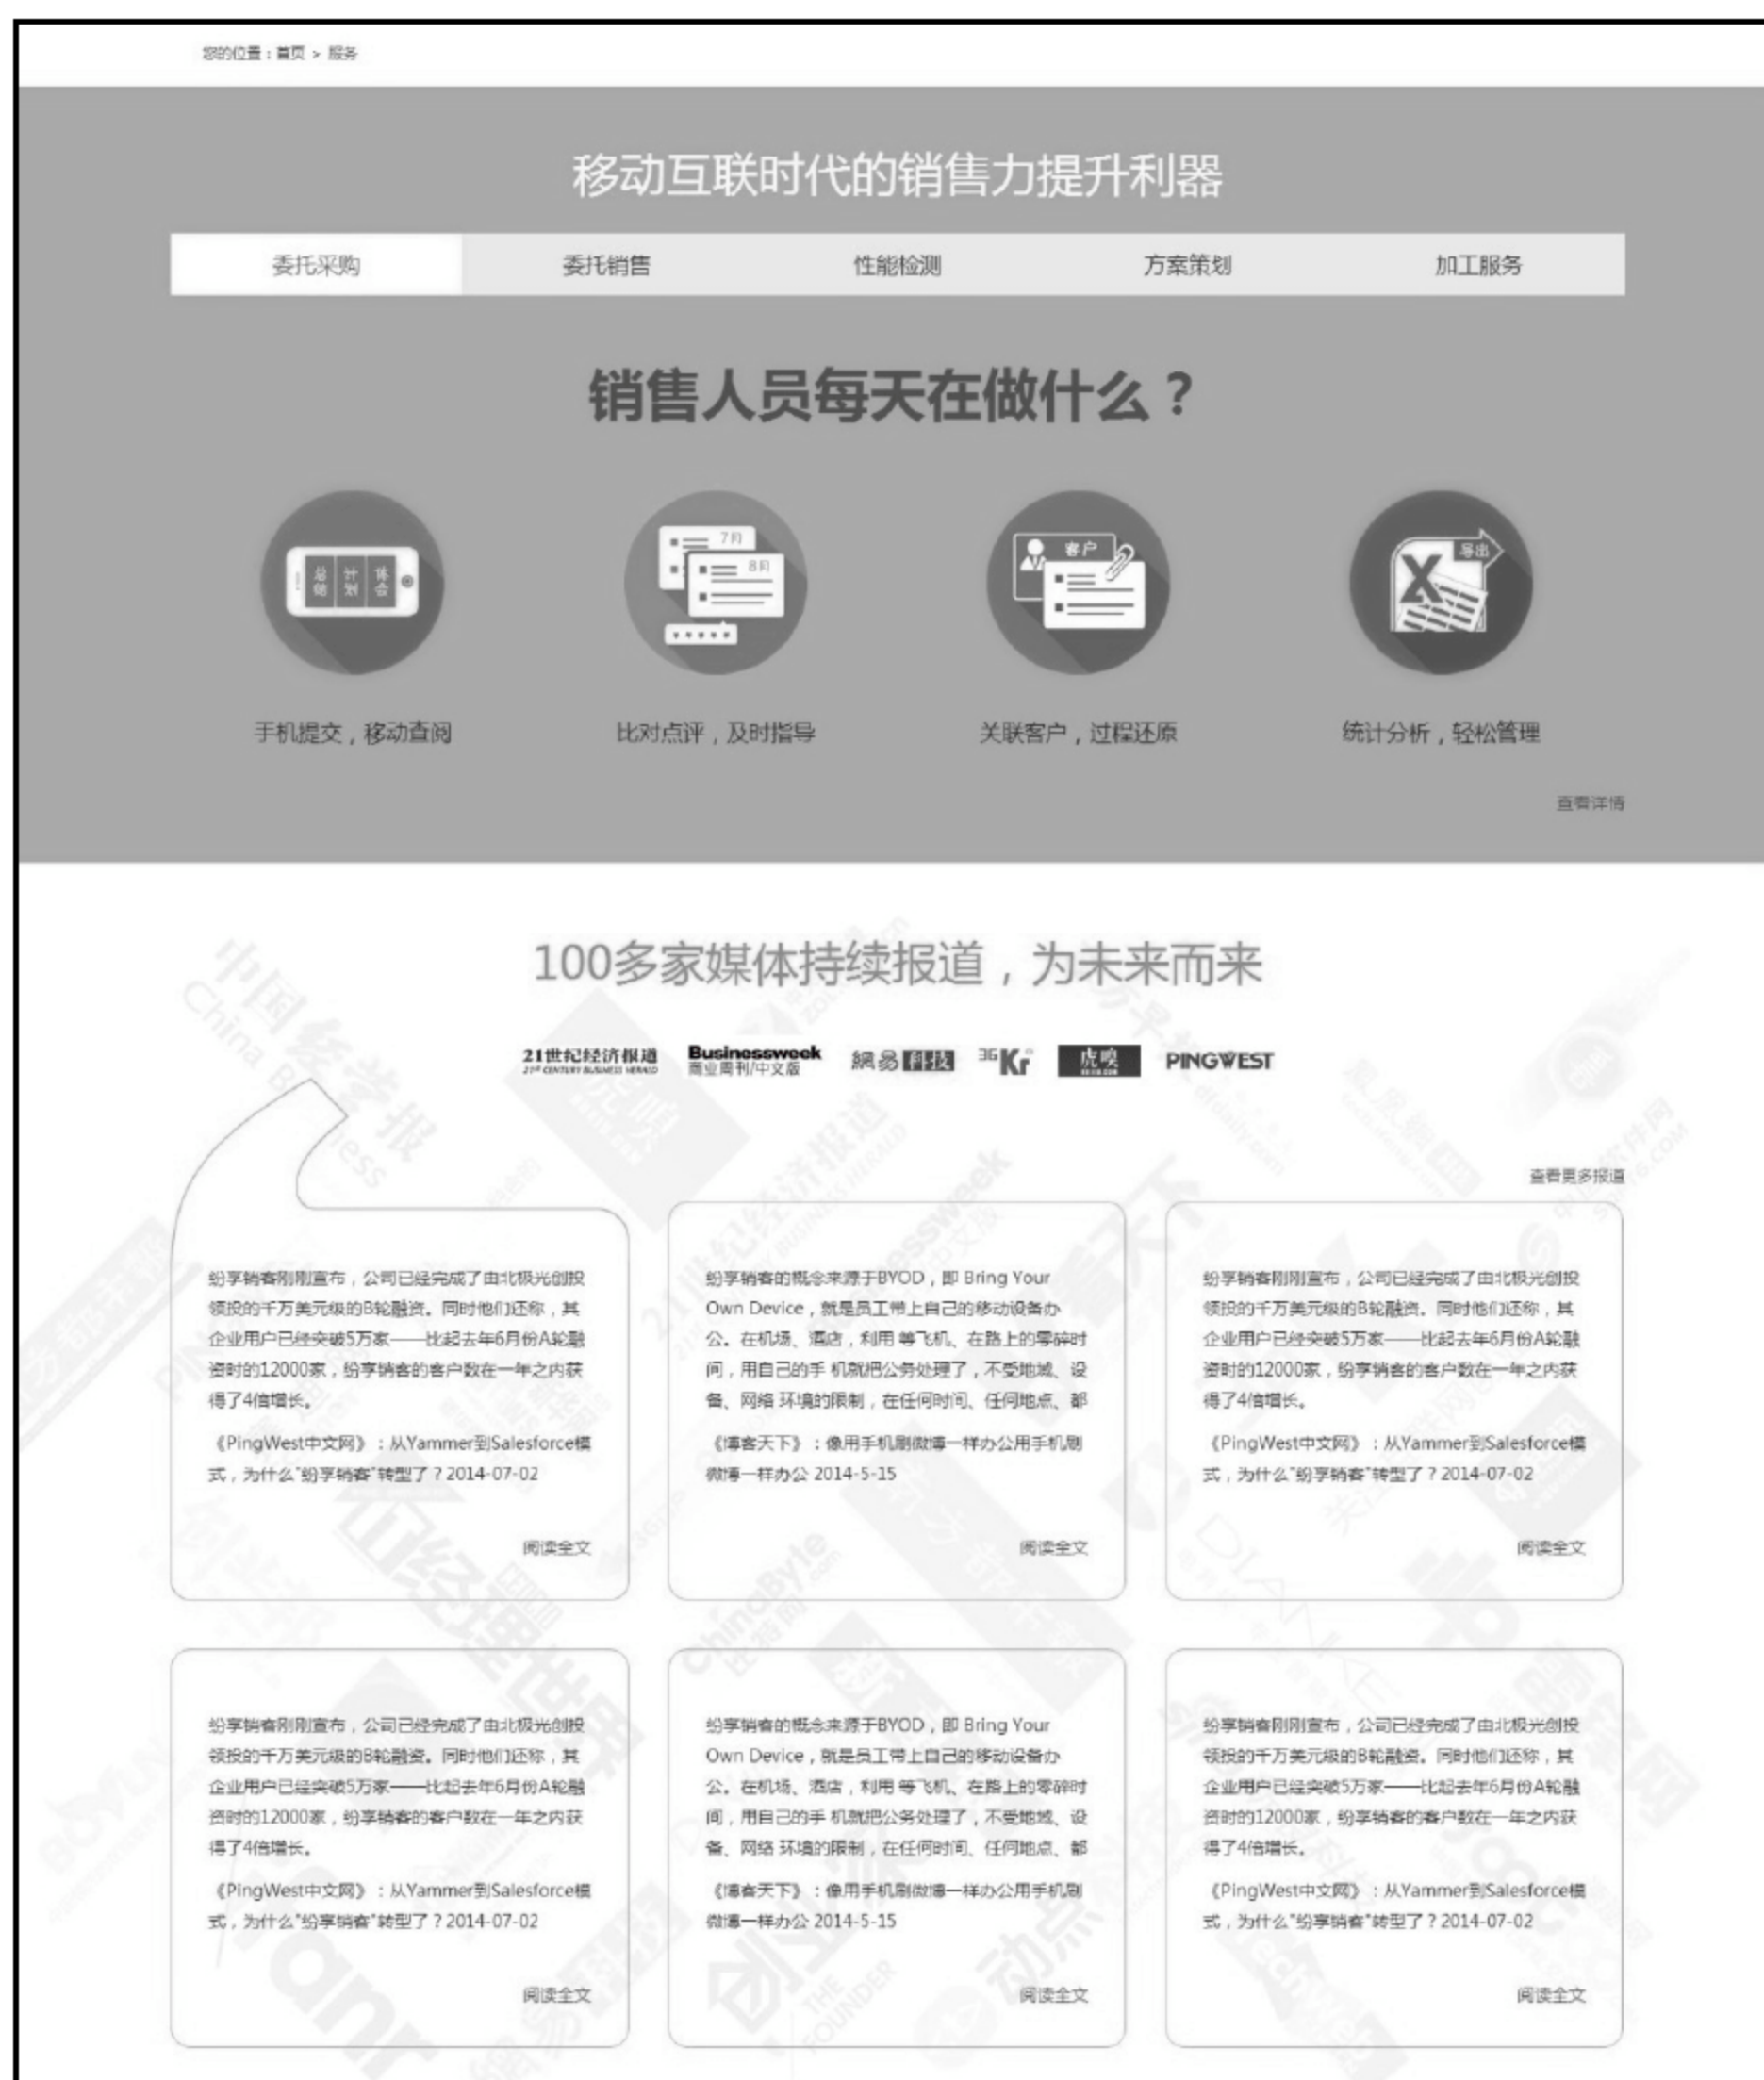 您的位置：首页 > 服务
移动互联时代的销售力提升利器
委托采购 委托销售 性能检测 方案策划 加工服务
销售人员每天在做什么？
7月
8月
客户
导出
手机提交，移动查阅 比对点评，及时指导 关联客户，过程还原 统计分析，轻松管理
查看详情
100多家媒体持续报道，为未来而来
21世纪经济报道 Businessweek 網易科技 36Kr 虎嗅 PINGWEST
21st CENTURY BUSINESS HERALD 商业周刊/中文版
查看更多报道
纷享销客刚刚宣布，公司已经完成了由北极光创投
领投的千万美元级的B轮融资。同时他们还称，其
企业用户已经突破5万家——比起去年6月份A轮融
资时的12000家，纷享销客的客户数在一年之内获
得了4倍增长。
《PingWest中文网》：从Yammer到Salesforce模
式，为什么"纷享销客"转型了？2014-07-02
阅读全文
纷享销客的概念来源于BYOD，即 Bring Your
Own Device，就是员工带上自己的移动设备办
公。在机场、酒店，利用 等飞机、在路上的零碎时
间，用自己的手 机就把公务处理了，不受地域、设
备、网络 环境的限制，在任何时间、任何地点、都
《博客天下》：像用手机刷微博一样办公用手机刷
微博一样办公 2014-5-15
阅读全文
纷享销客刚刚宣布，公司已经完成了由北极光创投
领投的千万美元级的B轮融资。同时他们还称，其
企业用户已经突破5万家——比起去年6月份A轮融
资时的12000家，纷享销客的客户数在一年之内获
得了4倍增长。
《PingWest中文网》：从Yammer到Salesforce模
式，为什么"纷享销客"转型了？2014-07-02
阅读全文
纷享销客刚刚宣布，公司已经完成了由北极光创投
领投的千万美元级的B轮融资。同时他们还称，其
企业用户已经突破5万家——比起去年6月份A轮融
资时的12000家，纷享销客的客户数在一年之内获
得了4倍增长。
《PingWest中文网》：从Yammer到Salesforce模
式，为什么"纷享销客"转型了？2014-07-02
阅读全文
纷享销客的概念来源于BYOD，即 Bring Your
Own Device，就是员工带上自己的移动设备办
公。在机场、酒店，利用 等飞机、在路上的零碎时
间，用自己的手 机就把公务处理了，不受地域、设
备、网络 环境的限制，在任何时间、任何地点、都
《博客天下》：像用手机刷微博一样办公用手机刷
微博一样办公 2014-5-15
阅读全文
纷享销客刚刚宣布，公司已经完成了由北极光创投
领投的千万美元级的B轮融资。同时他们还称，其
企业用户已经突破5万家——比起去年6月份A轮融
资时的12000家，纷享销客的客户数在一年之内获
得了4倍增长。
《PingWest中文网》：从Yammer到Salesforce模
式，为什么"纷享销客"转型了？2014-07-02
阅读全文